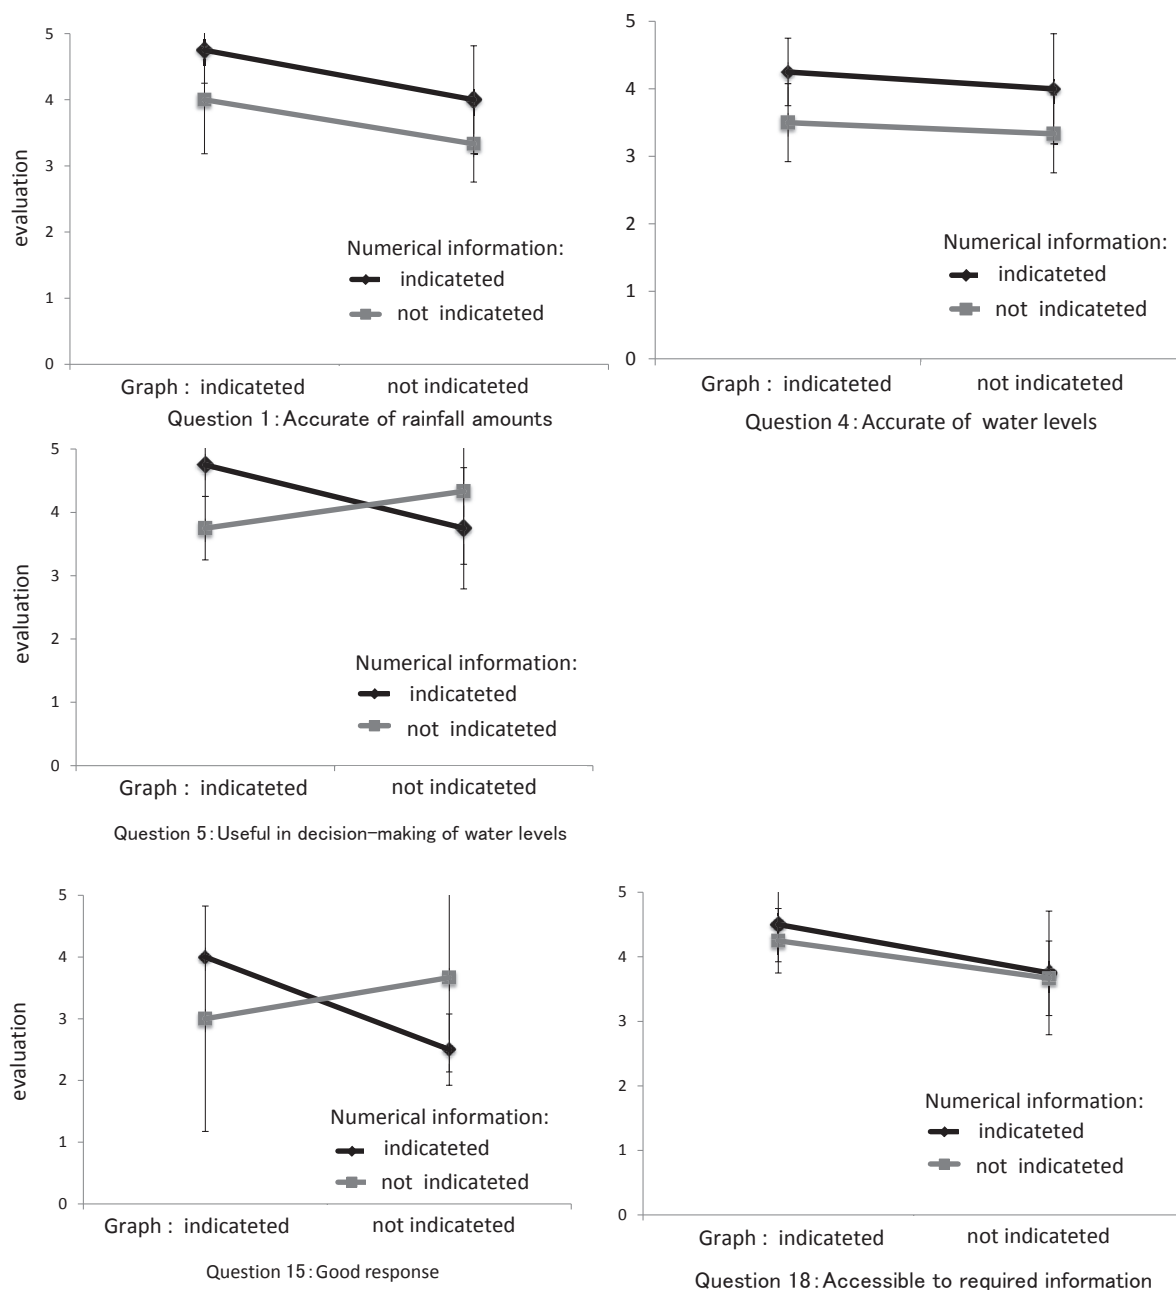 5
4
3
2
1
0
evaluation
Numerical information:
indicateted
not indicateted
Graph : indicateted not indicateted
Question 1:Accurate of rainfall amounts
5
4
3
2
1
0
Numerical information:
indicateted
not indicateted
Graph : indicateted not indicateted
Question 4:Accurate of water levels
5
4
3
2
1
0
evaluation
Numerical information:
indicateted
not indicateted
Graph : indicateted not indicateted
Question 5:Useful in decision-making of water levels
5
4
3
2
1
0
evaluation
Numerical information:
indicateted
not indicateted
Graph : indicateted not indicateted
Question 15:Good response
5
4
3
2
1
0
Numerical information:
indicateted
not indicateted
Graph : indicateted not indicateted
Question 18:Accessible to required information